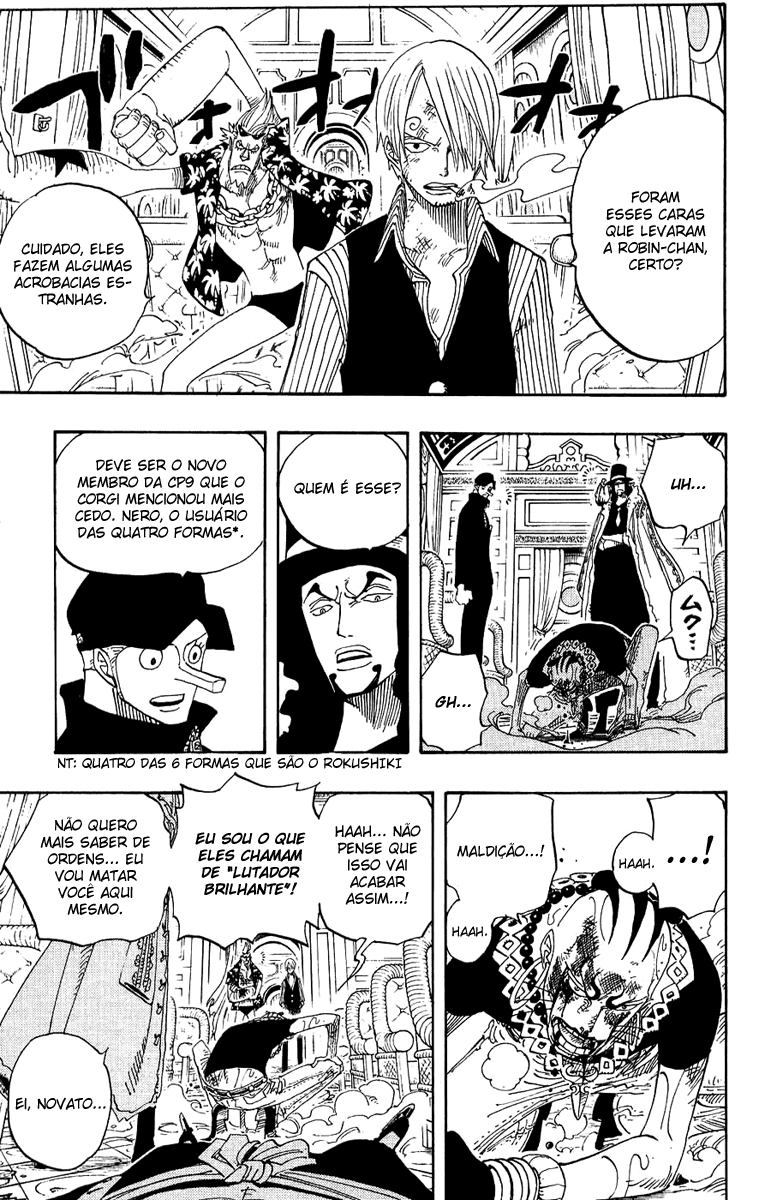 FORAM
ESSES CARAS
QUE LEVARAM
A ROBIN-CHAN,
CERTO?
CUIDADO, ELES
FAZEM ALGUMAS
ACROBACIAS ES-
TRANHAS.
UH...
ムク…
GH...
QUEM É ESSE?
DEVE SER O NOVO
MEMBRO DA CP9 QUE O
CORGI MENCIONOU MAIS
CEDO. NERO, O USUÁRIO
DAS QUATRO FORMAS*.
NT: QUATRO DAS 6 FORMAS QUE SÃO O ROKUSHIKI
...!
HAAH.
MALDIÇÃO...!
HAAH.
HAAH... NÃO
PENSE QUE
ISSO VAI
ACABAR
ASSIM...!
EU SOU O QUE
ELES CHAMAM
DE "LUTADOR
BRILHANTE"!
NÃO QUERO
MAIS SABER DE
ORDENS... EU
VOU MATAR
VOCÊ AQUI
MESMO.
EI, NOVATO...